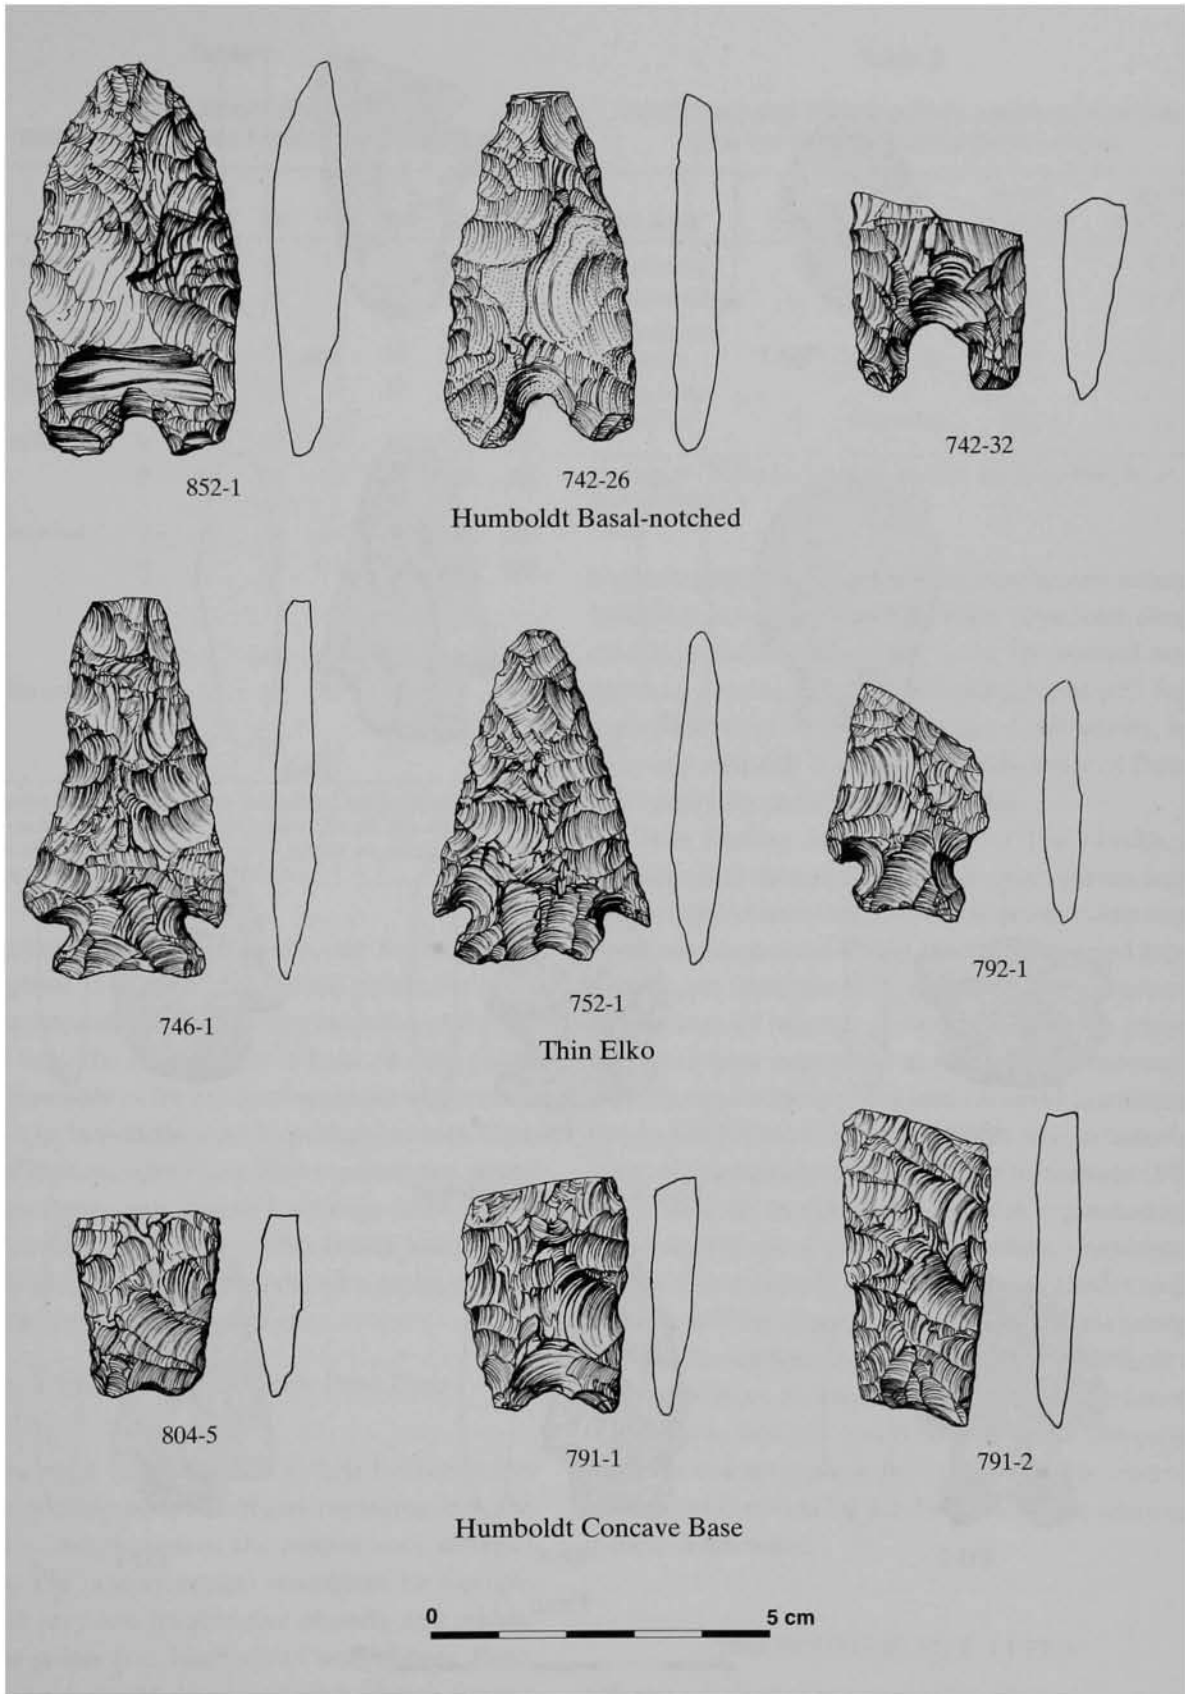 852-1
742-26
742-32
Humboldt Basal-notched
746-1
752-1
792-1
Thin Elko
804-5
791-1
791-2
Humboldt Concave Base
0 5 cm